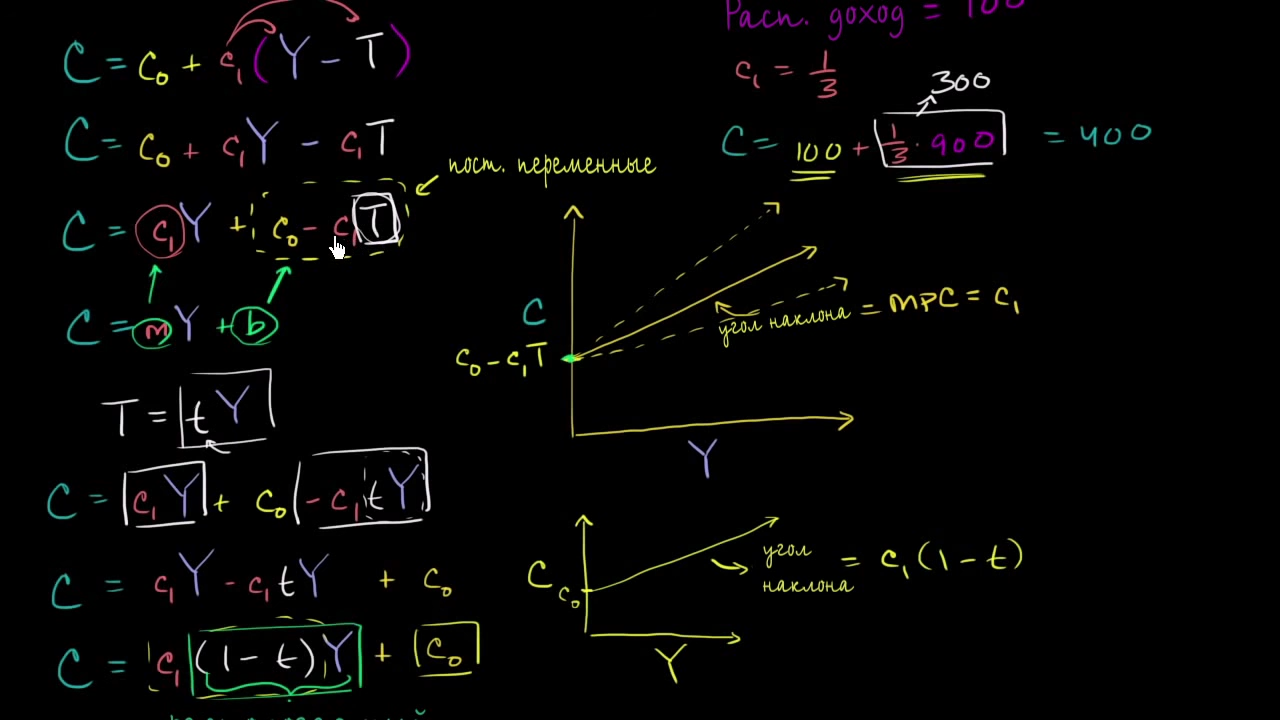 C = c₀ + c₁(Y − T)
C = c₀ + c₁Y − c₁T
C = c₁Y + c₀ − c₁T
пост. переменные
C = mY + b
T = tY
C = c₁Y + c₀ − c₁tY
C = c₁Y − c₁tY + c₀
C = c₁(1 − t)Y + c₀
Расп. доход = 100
c₁ = 1/3
300
C = 100 + 1/3 · 900 = 400
C
c₀ − c₁T
угол наклона = MPC = c₁
Y
C
c₀
угол
наклона = c₁(1 − t)
Y